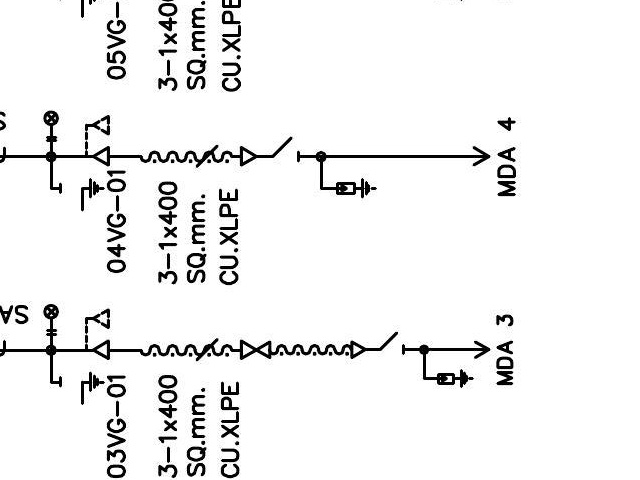 05VG-
3-1x400
SQ.mm.
CU.XLPE
04VG-01
3-1x400
SQ.mm.
CU.XLPE
MDA 4
SA
03VG-01
3-1x400
SQ.mm.
CU.XLPE
MDA 3